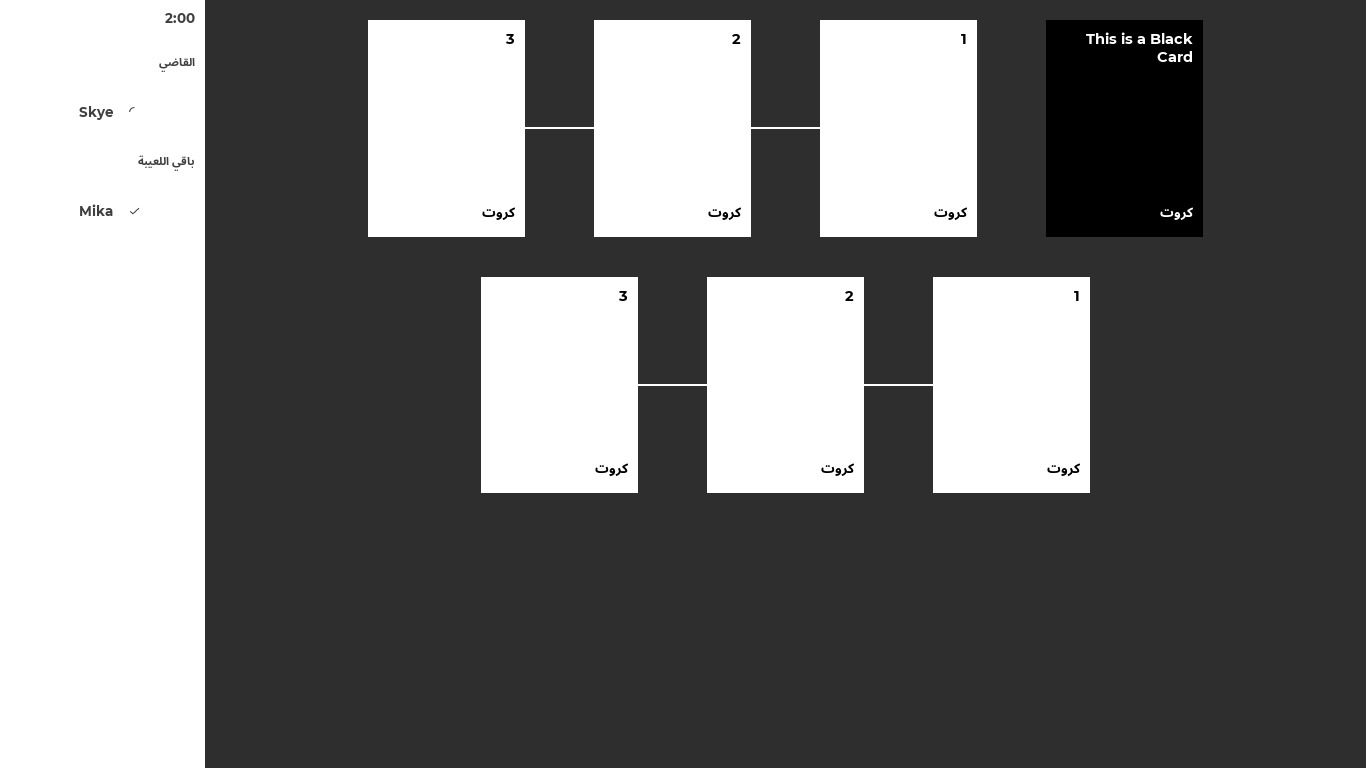 2:00
القاضي
Skye
باقي اللعيبة
Mika
This is a Black
Card
كروت
1
كروت
2
كروت
3
كروت
1
كروت
2
كروت
3
كروت